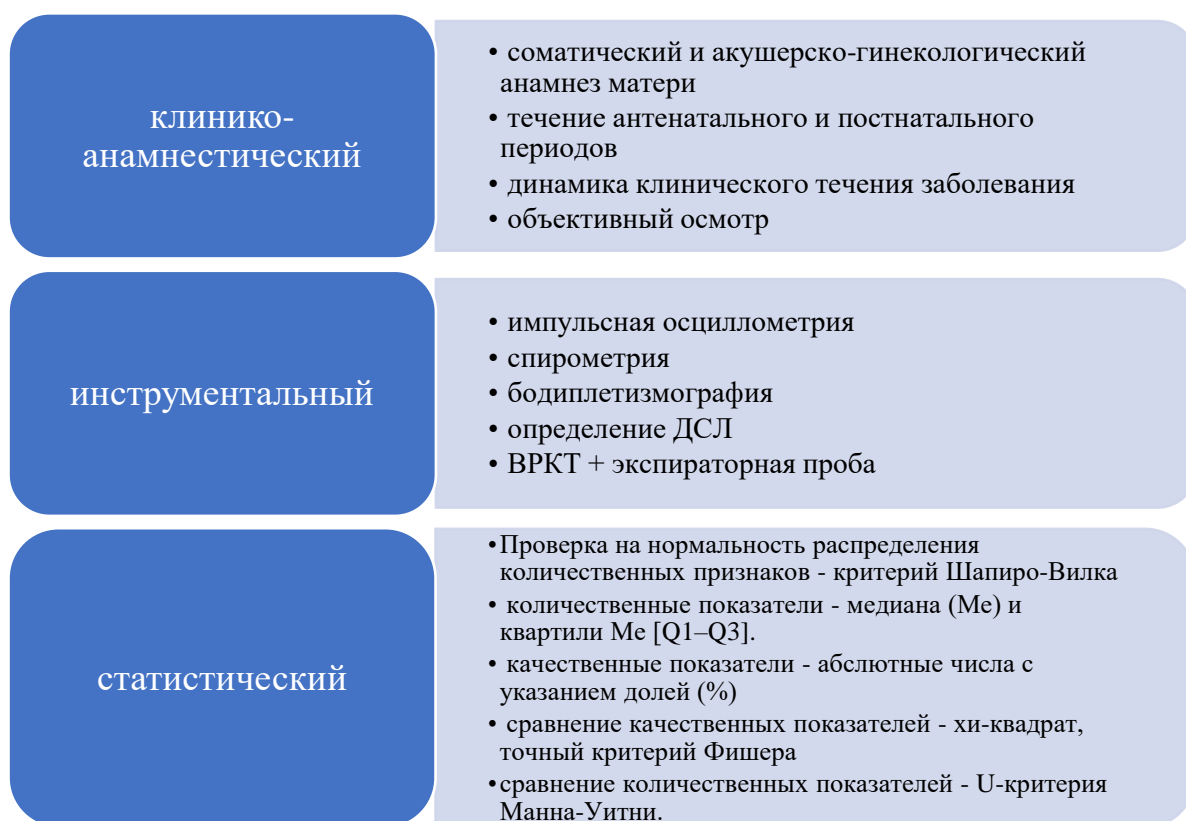 клинико-
анамнестический
• соматический и акушерско-гинекологический
анамнез матери
• течение антенатального и постнатального
периодов
• динамика клинического течения заболевания
• объективный осмотр
инструментальный
• импульсная осциллометрия
• спирометрия
• бодиплетизмография
• определение ДСЛ
• ВРКТ + экспираторная проба
статистический
•Проверка на нормальность распределения
количественных признаков - критерий Шапиро-Вилка
• количественные показатели - медиана (Ме) и
квартили Ме [Q1–Q3].
• качественные показатели - абслютные числа с
указанием долей (%)
• сравнение качественных показателей - хи-квадрат,
точный критерий Фишера
•сравнение количественных показателей - U-критерия
Манна-Уитни.